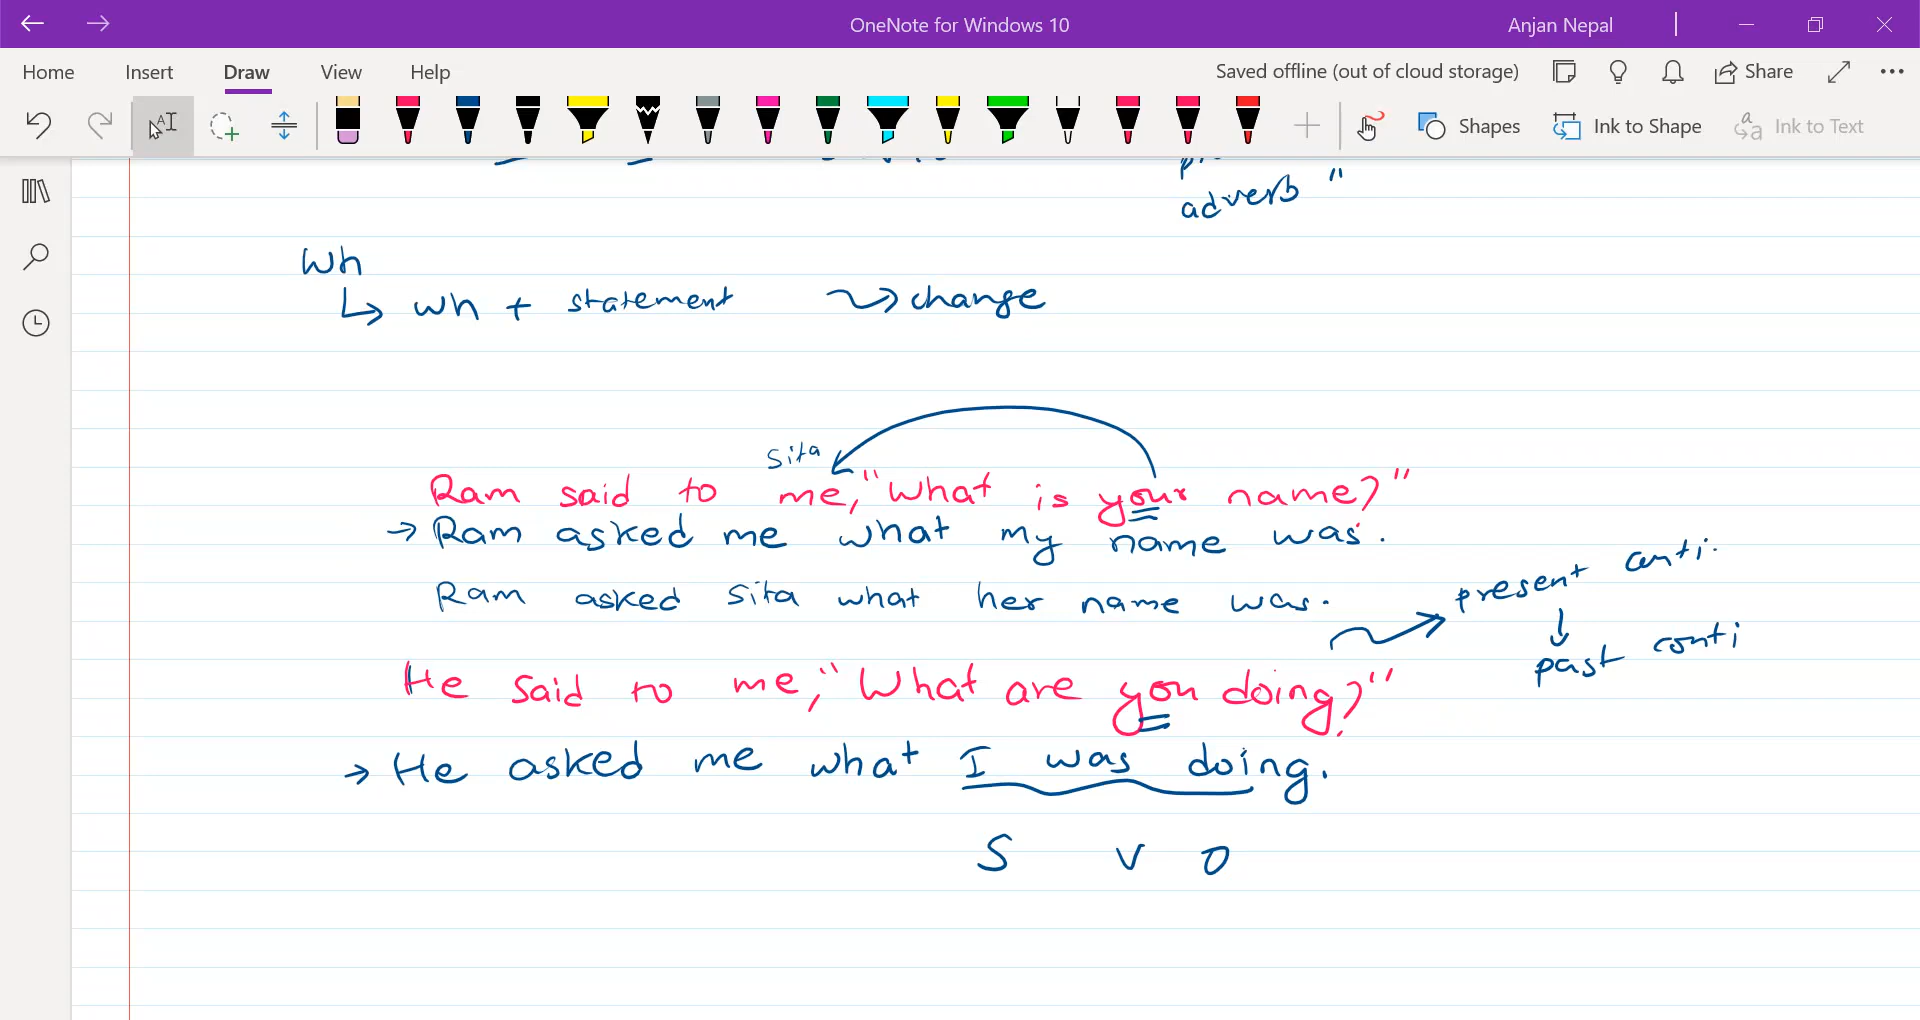 OneNote for Windows 10
Anjan Nepal
Home Insert Draw View Help
Saved offline (out of cloud storage)
Share
Shapes
Ink to Shape
Ink to Text
adverb "
Wh
↳ wh + statement ~> change
Sita
Ram said to me, "What is your name?"
→ Ram asked me what my name was.
Ram asked Sita what her name was.
present conti.
↓
past conti
He said to me, "What are you doing?"
→ He asked me what I was doing.
S V O